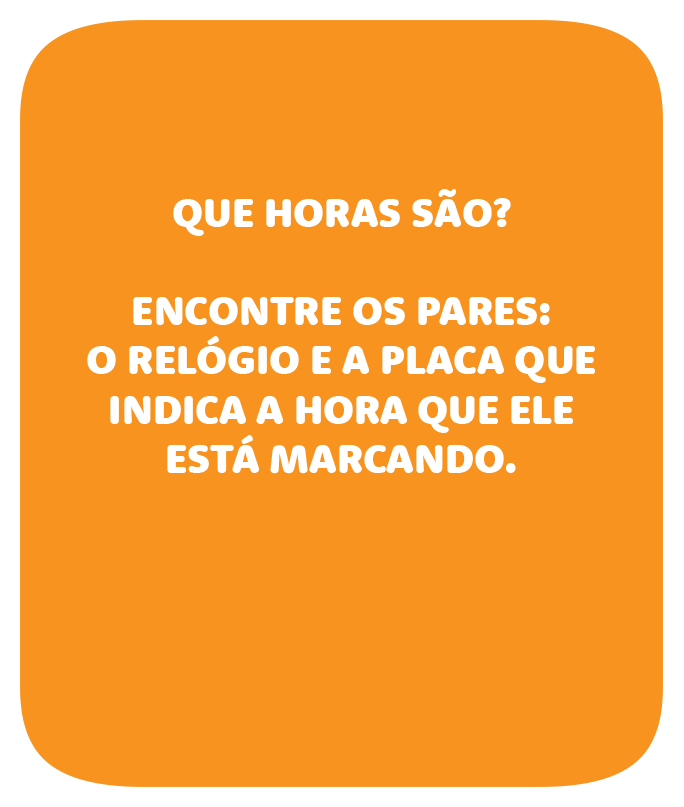 QUE HORAS SÃO?
ENCONTRE OS PARES:
O RELÓGIO E A PLACA QUE
INDICA A HORA QUE ELE
ESTÁ MARCANDO.